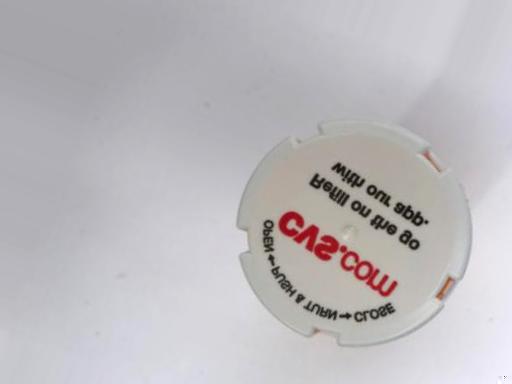 CVS.com
Refill on the go
with our app.
OPEN ← PUSH & TURN → CLOSE